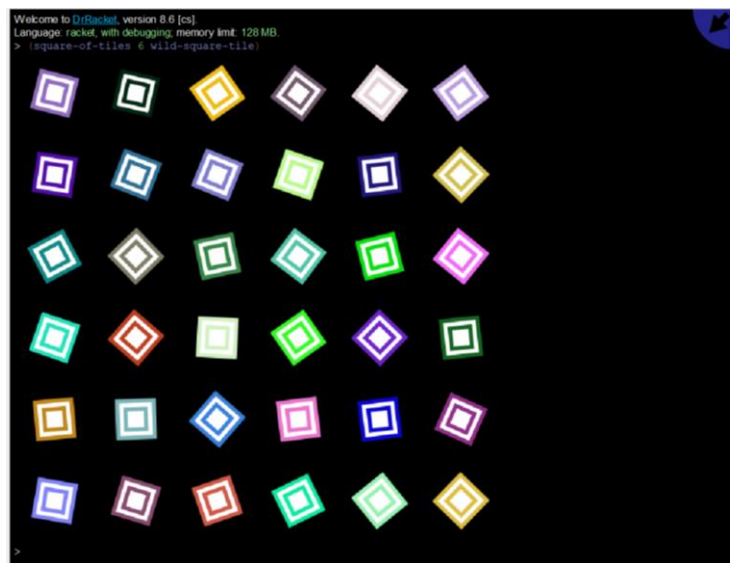 Welcome to DrRacket, version 8.6 [cs].
Language: racket, with debugging; memory limit: 128 MB.
> (square-of-tiles 6 wild-square-tile)
>